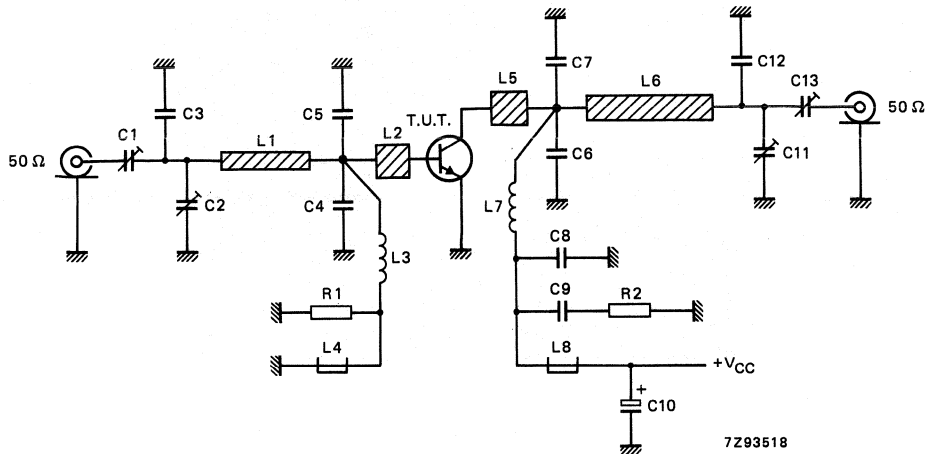 C7
C12
L5
L6
C13
C3
C5
T.U.T.
50 Ω
C1
L2
50 Ω
L1
C6
C11
C2
C4
L7
L3
C8
R1
C9
R2
L4
L8
+VCC
+
C10
7Z93518